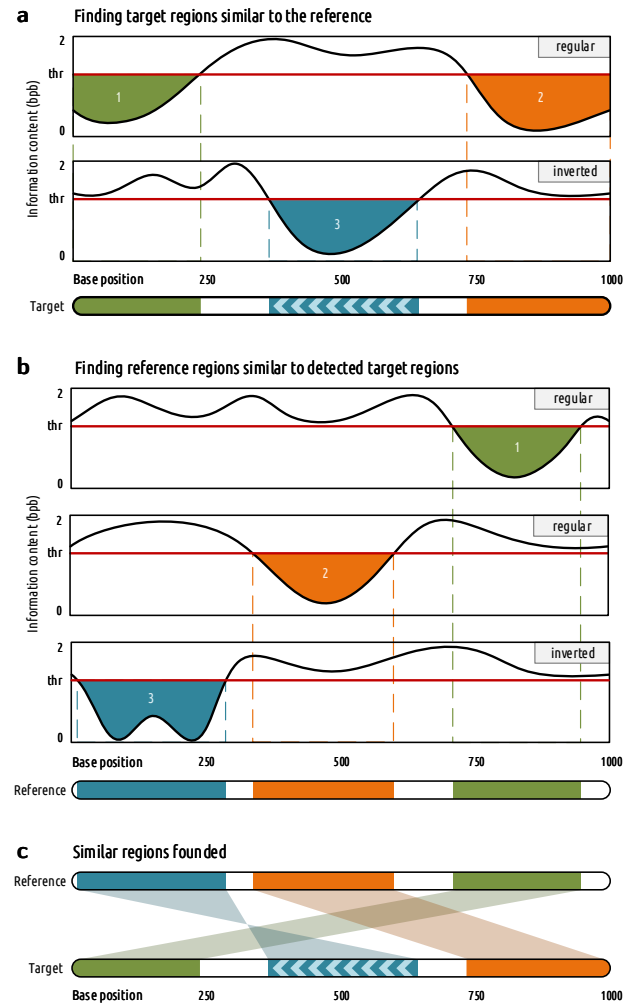 a Finding target regions similar to the reference
2
regular
thr
1
2
0
Information content (bpb)
2
inverted
thr
3
0
Base position 250 500 750 1000
Target
b Finding reference regions similar to detected target regions
2
regular
thr
1
0
Information content (bpb)
2
regular
thr
2
0
2
inverted
thr
3
0
Base position 250 500 750 1000
Reference
c Similar regions founded
Reference
Target
Base position 250 500 750 1000